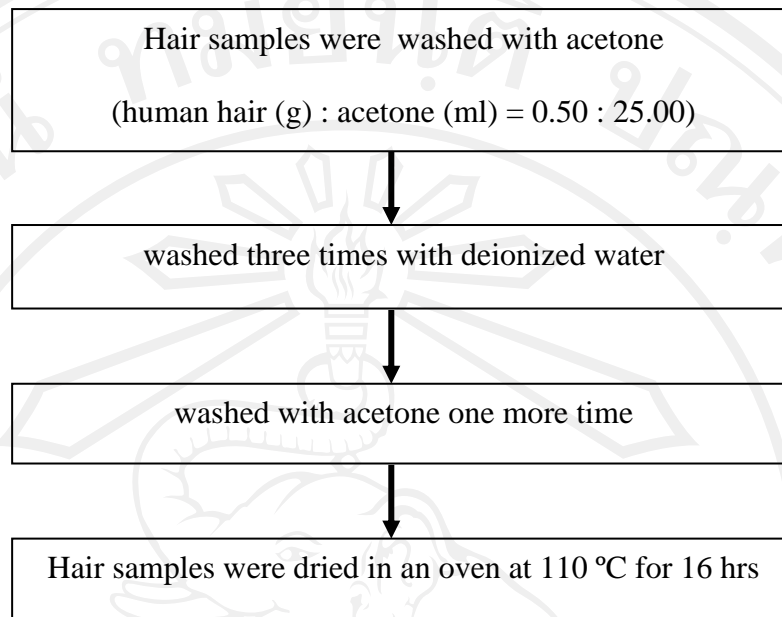 Hair samples were washed with acetone
(human hair (g) : acetone (ml) = 0.50 : 25.00)
washed three times with deionized water
washed with acetone one more time
Hair samples were dried in an oven at 110 ºC for 16 hrs